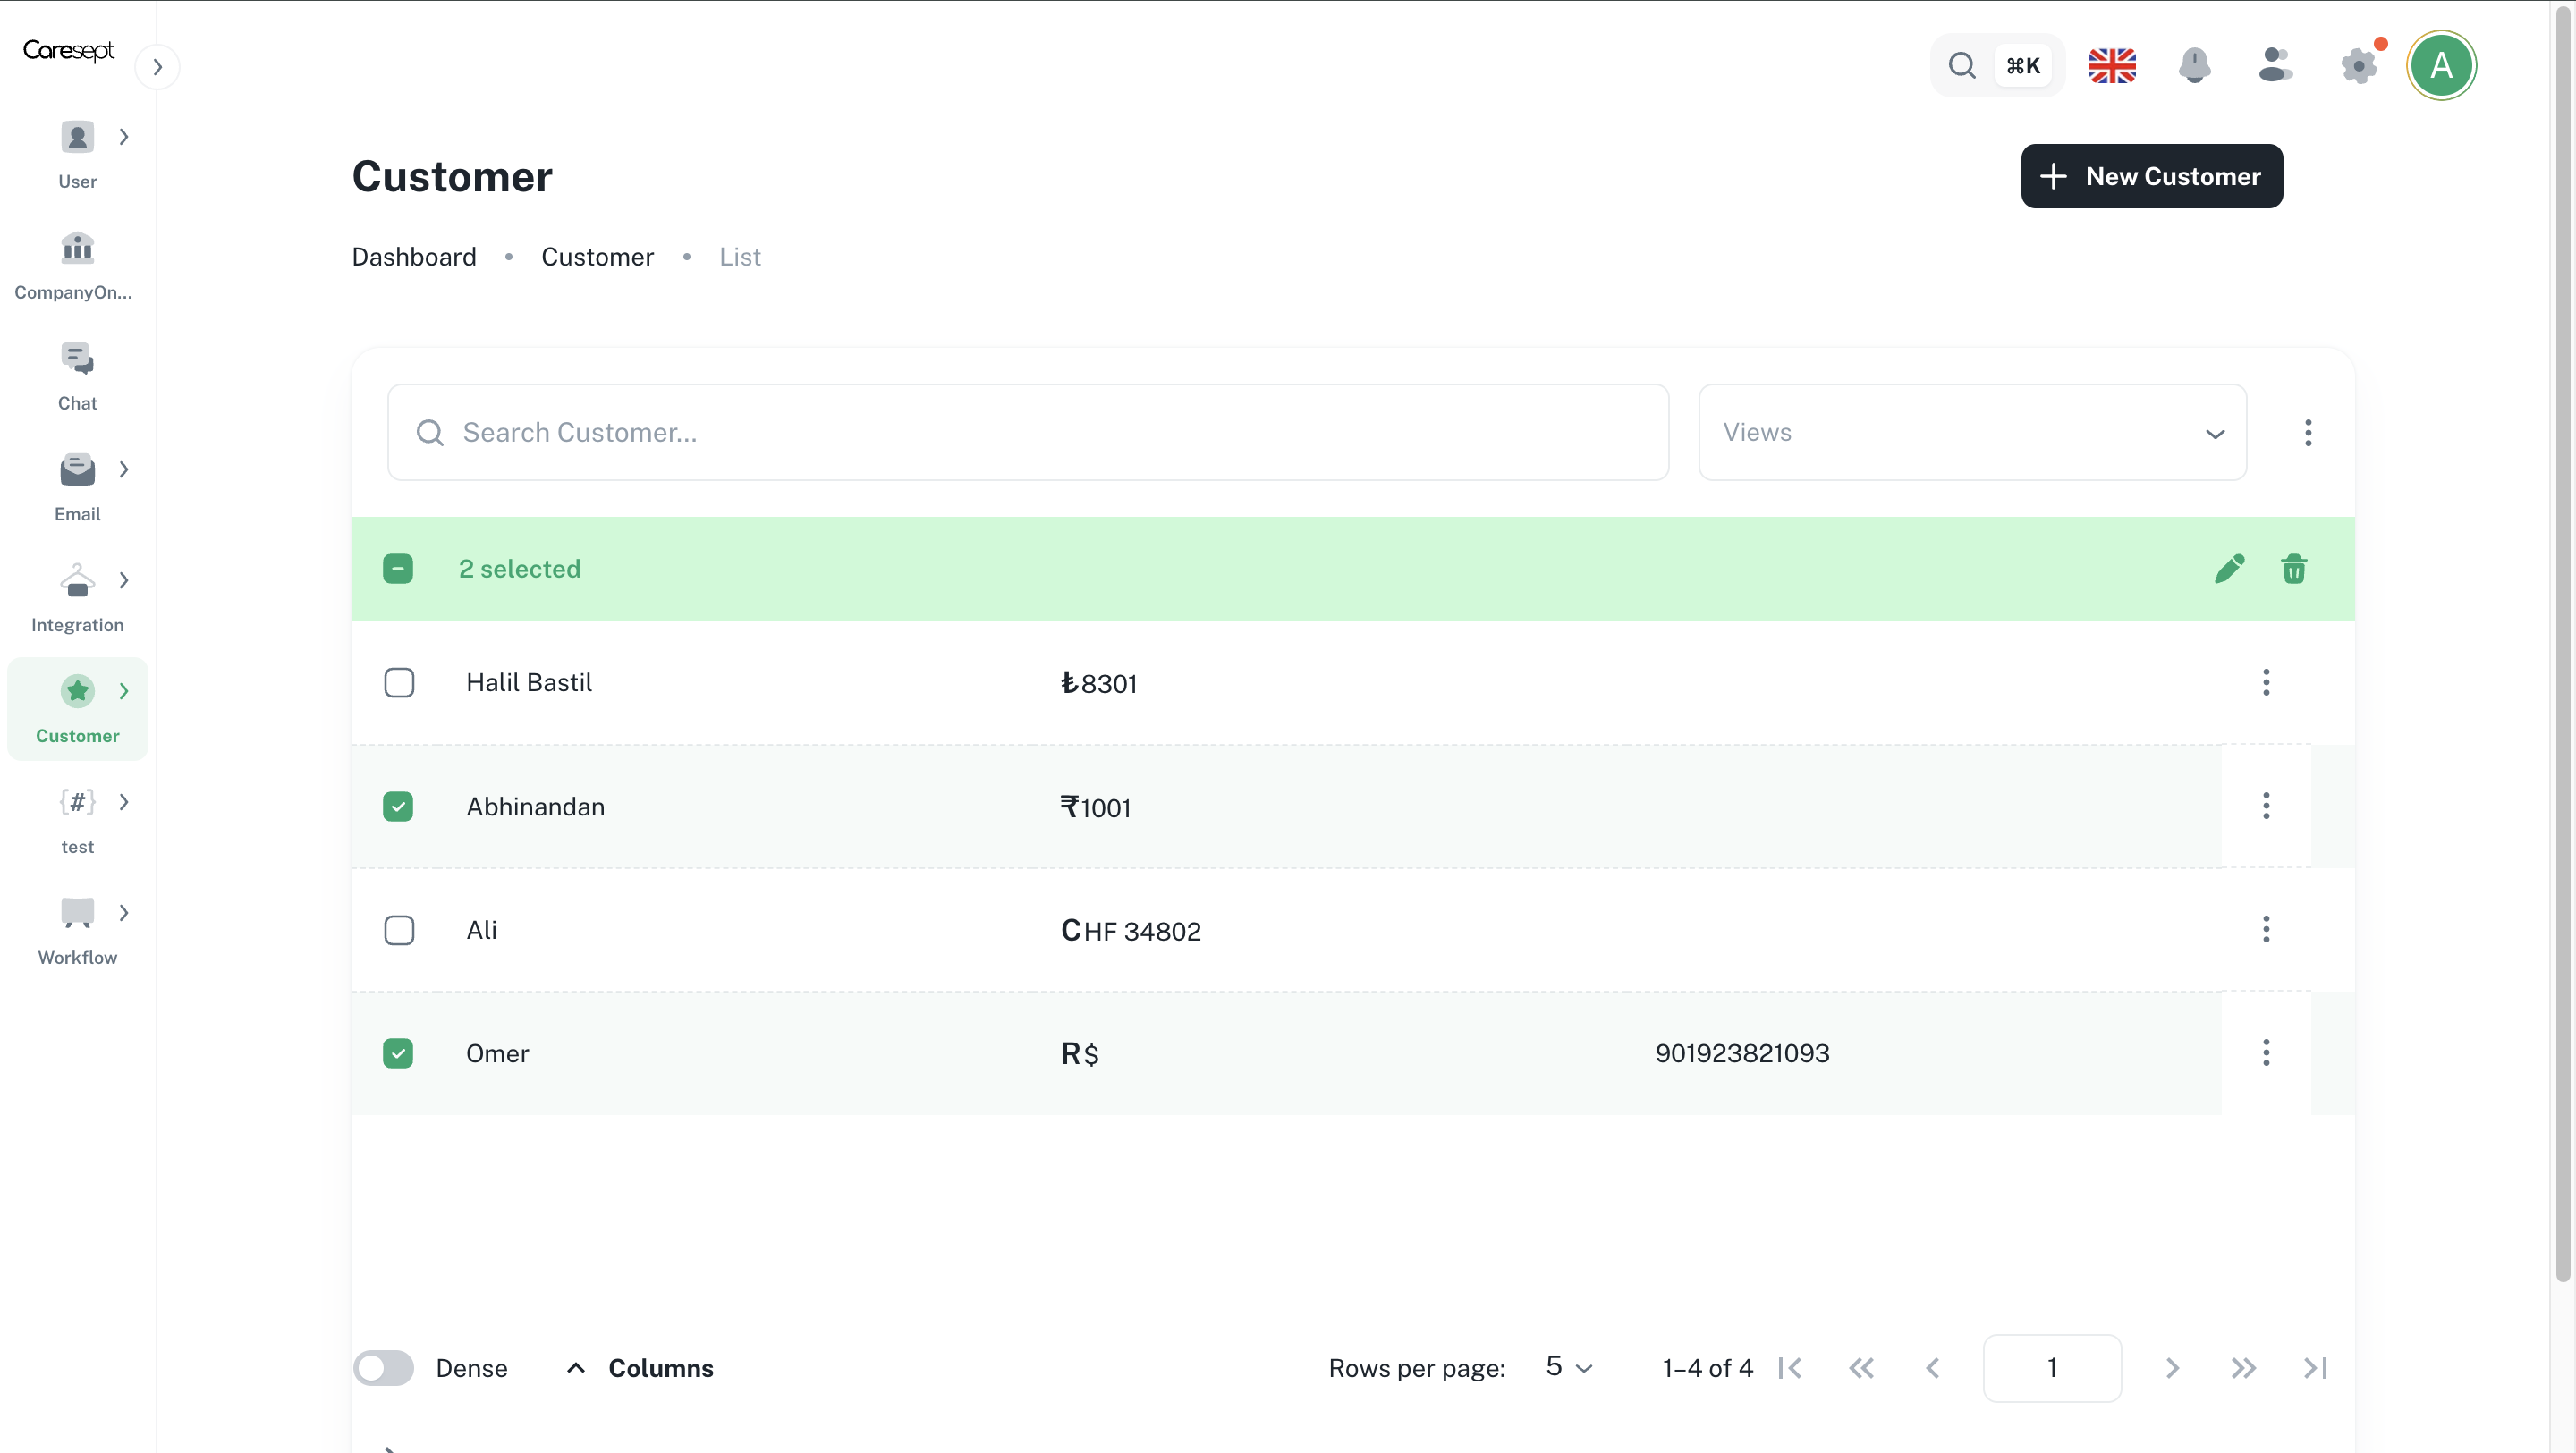 Caresept
⌘K
A
User
CompanyOn...
Chat
Email
Integration
Customer
{#}
test
Workflow
Customer
New Customer
Dashboard • Customer • List
Search Customer...
Views
2 selected
Halil Bastil ₺8301
Abhinandan ₹1001
Ali CHF 34802
Omer R$ 901923821093
Dense Columns Rows per page: 5 1–4 of 4 1